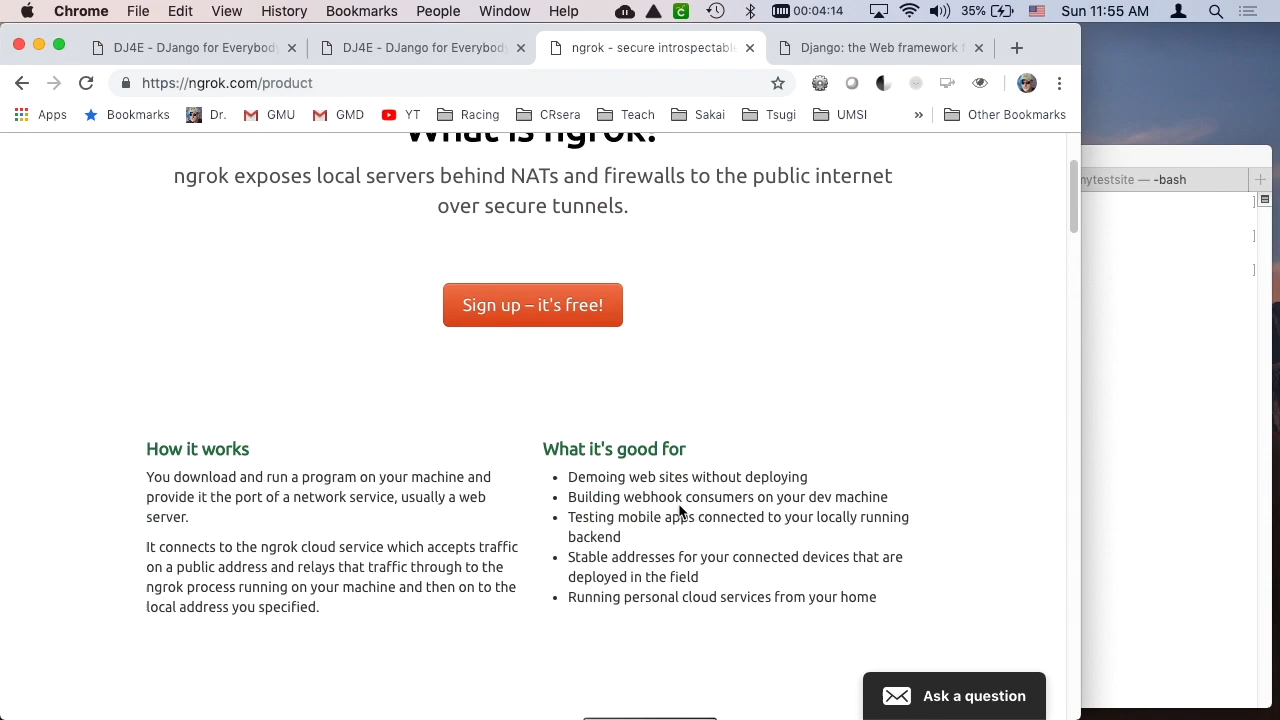 Chrome File Edit View History Bookmarks People Window Help 00:04:14 35% Sun 11:55 AM
DJ4E - DJango for Everybody DJ4E - DJango for Everybody ngrok - secure introspectable Django: the Web framework f
https://ngrok.com/product
Apps Bookmarks Dr. GMU GMD YT Racing CRsera Teach Sakai Tsugi UMSI » Other Bookmarks
What is ngrok?
mytestsite — -bash
ngrok exposes local servers behind NATs and firewalls to the public internet
over secure tunnels.
Sign up – it's free!
How it works
You download and run a program on your machine and
provide it the port of a network service, usually a web
server.
It connects to the ngrok cloud service which accepts traffic
on a public address and relays that traffic through to the
ngrok process running on your machine and then on to the
local address you specified.
What it's good for
• Demoing web sites without deploying
• Building webhook consumers on your dev machine
• Testing mobile apps connected to your locally running
backend
• Stable addresses for your connected devices that are
deployed in the field
• Running personal cloud services from your home
Ask a question